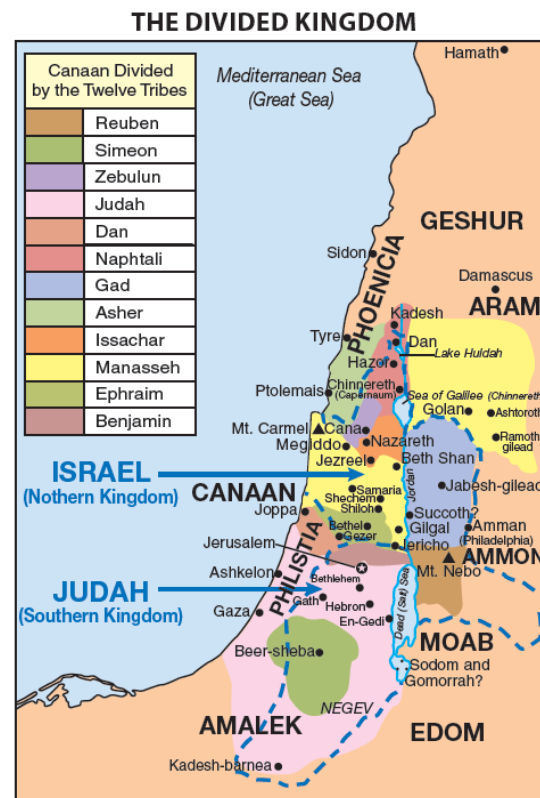 THE DIVIDED KINGDOM
Canaan Divided
by the Twelve Tribes
Reuben
Simeon
Zebulun
Judah
Dan
Naphtali
Gad
Asher
Issachar
Manasseh
Ephraim
Benjamin
Mediterranean Sea
(Great Sea)
Hamath
GESHUR
Sidon
PHOENICIA
Damascus
ARAM
Kadesh
Tyre
Dan
Lake Huldah
Hazor
Chinnereth
(Capernaum)
Ptolemais
Sea of Galilee (Chinnereth
Golan
Ashtoroth
Mt. Carmel
Cana
Nazareth
Ramoth
gilead
Megiddo
Jezreel
Beth Shan
ISRAEL
(Nothern Kingdom)
Samaria
Jabesh-gilead
CANAAN
Shechem
Jordan
Shiloh
Joppa
Succoth?
Bethel
Gilgal
Amman
(Philadelphia)
Gezer
Jericho
Jerusalem
AMMON
Mt. Nebo
PHILISTIA
Ashkelon
Bethlehem
JUDAH
(Southern Kingdom)
Gath
Hebron
Gaza
En-Gedi
Dead (Salt) Sea
MOAB
Beer-sheba
Sodom and
Gomorrah?
NEGEV
AMALEK
EDOM
Kadesh-barnea